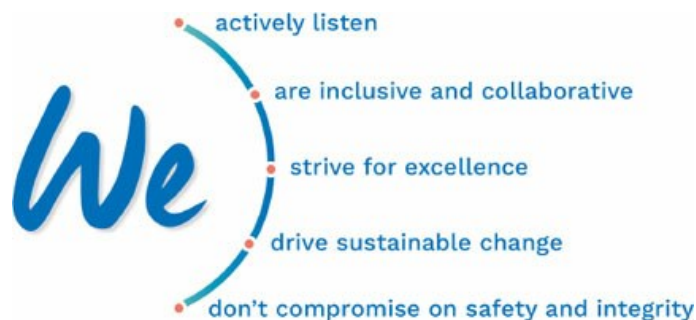 We
actively listen
are inclusive and collaborative
strive for excellence
drive sustainable change
don't compromise on safety and integrity